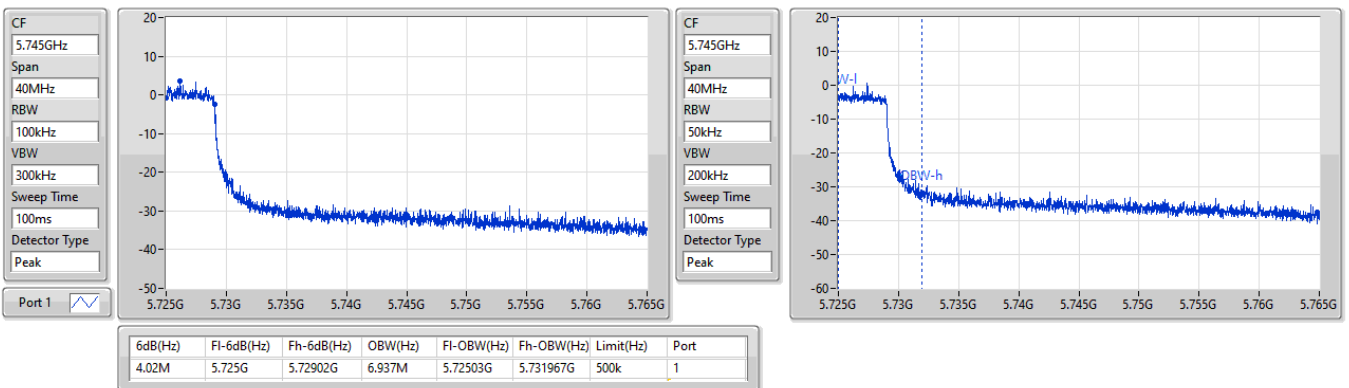 CF
5.745GHz
Span
40MHz
RBW
100kHz
VBW
300kHz
Sweep Time
100ms
Detector Type
Peak
Port 1
20
10
0
-10
-20
-30
-40
-50
5.725G 5.73G 5.735G 5.74G 5.745G 5.75G 5.755G 5.76G 5.765G
CF
5.745GHz
Span
40MHz
RBW
50kHz
VBW
200kHz
Sweep Time
100ms
Detector Type
Peak
20
10
0
-10
-20
-30
-40
-50
-60
W-l
OBW-h
5.725G 5.73G 5.735G 5.74G 5.745G 5.75G 5.755G 5.76G 5.765G
6dB(Hz) Fl-6dB(Hz) Fh-6dB(Hz) OBW(Hz) Fl-OBW(Hz) Fh-OBW(Hz) Limit(Hz) Port
4.02M 5.725G 5.72902G 6.937M 5.72503G 5.731967G 500k 1